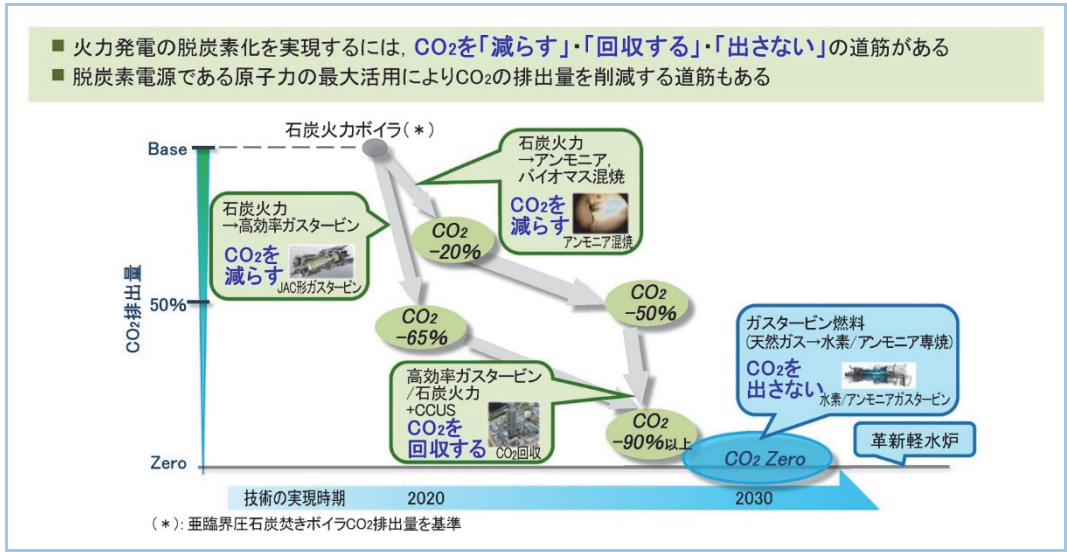 ■ 火力発電の脱炭素化を実現するには，CO₂を「減らす」・「回収する」・「出さない」の道筋がある
■ 脱炭素電源である原子力の最大活用によりCO₂の排出量を削減する道筋もある
石炭火力ボイラ(＊)
Base
石炭火力
→アンモニア，
バイオマス混焼
CO₂を
減らす
アンモニア混焼
石炭火力
→高効率ガスタービン
CO₂を
減らす
JAC形ガスタービン
CO₂
-20%
CO₂排出量
50%
CO₂
-50%
CO₂
-65%
ガスタービン燃料
(天然ガス→水素/アンモニア専焼)
CO₂を
出さない
水素/アンモニアガスタービン
高効率ガスタービン
/石炭火力
+CCUS
CO₂を
回収する
CO₂回収
CO₂
-90%以上
CO₂ Zero
革新軽水炉
Zero
技術の実現時期
2020
2030
(＊)：亜臨界圧石炭焚きボイラCO₂排出量を基準